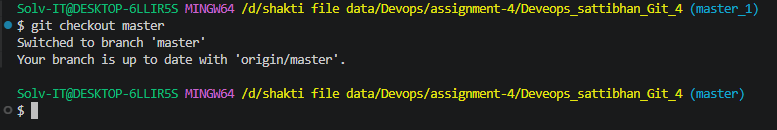 Solv-IT@DESKTOP-6LLIR5S MINGW64 /d/shakti file data/Devops/assignment-4/Deveops_sattibhan_Git_4 (master_1)
$ git checkout master
Switched to branch 'master'
Your branch is up to date with 'origin/master'.
Solv-IT@DESKTOP-6LLIR5S MINGW64 /d/shakti file data/Devops/assignment-4/Deveops_sattibhan_Git_4 (master)
$